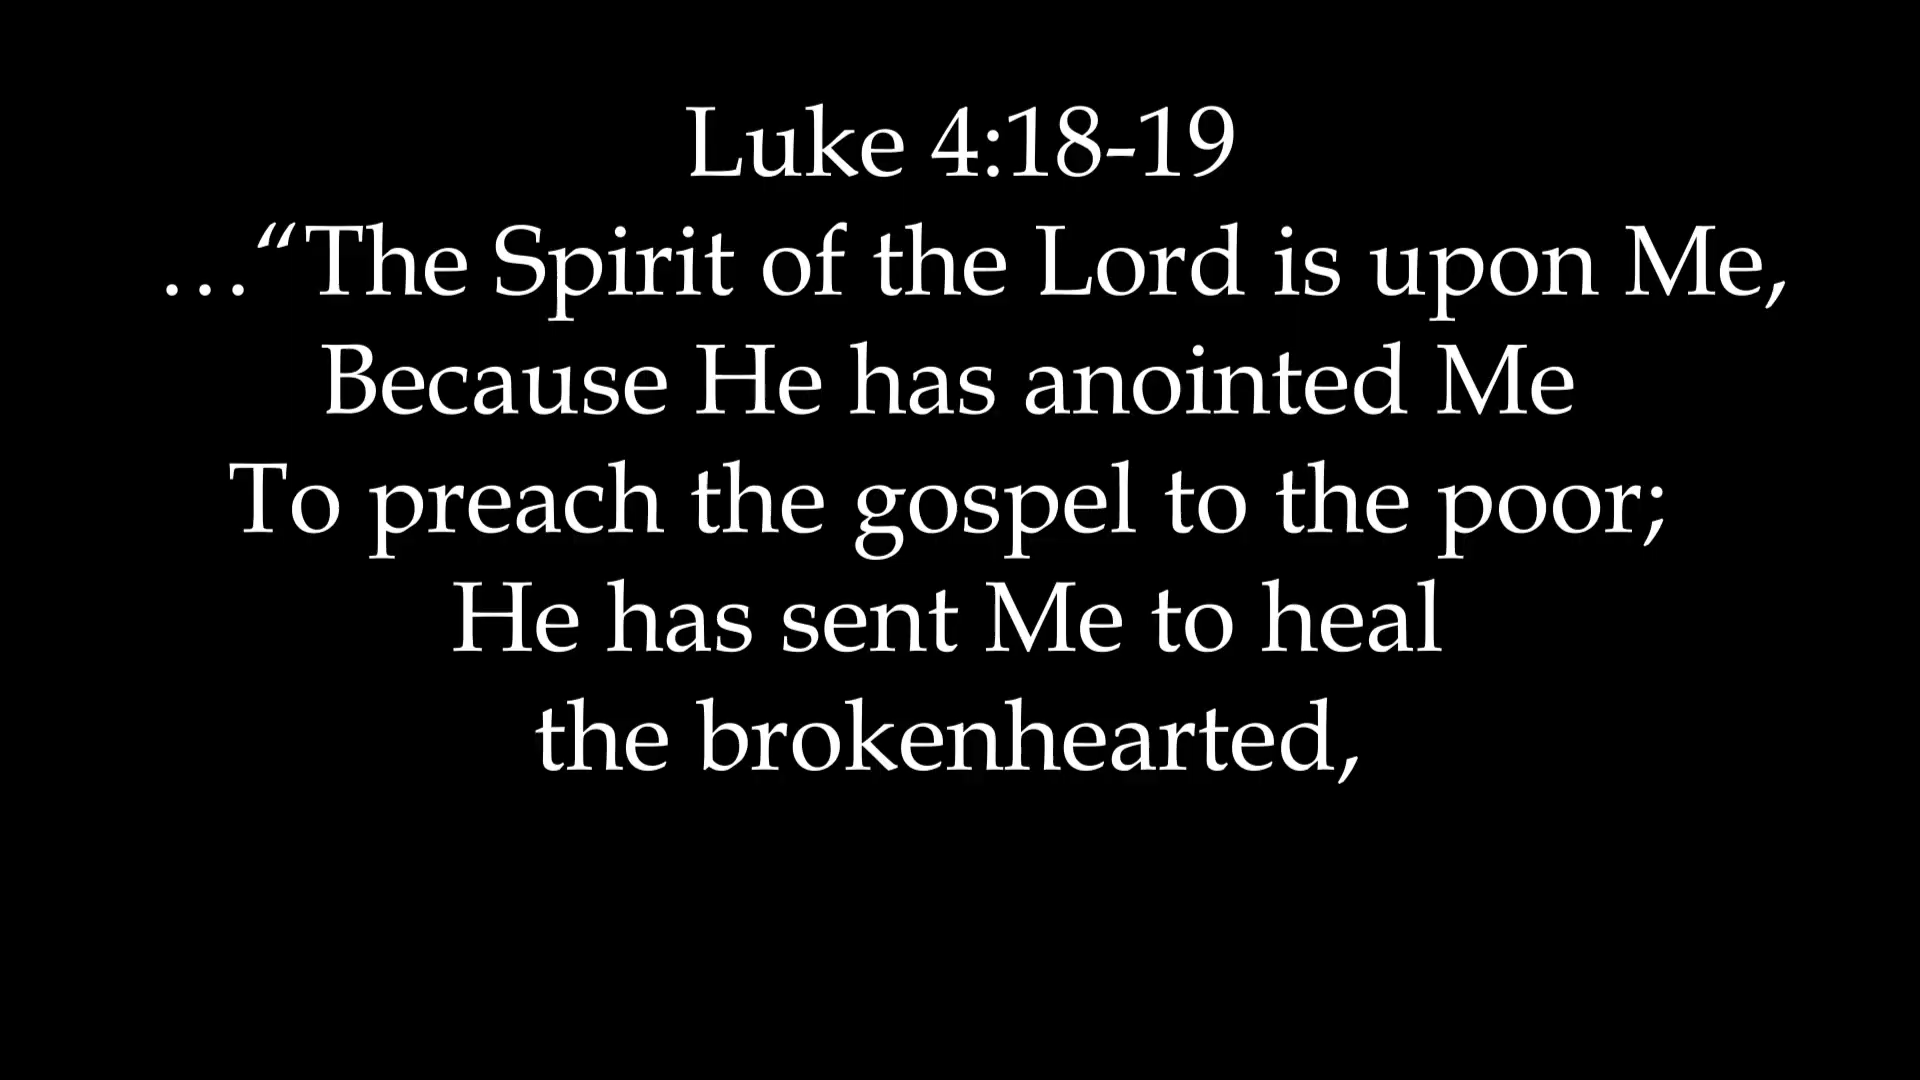 Luke 4:18-19
…“The Spirit of the Lord is upon Me,
Because He has anointed Me
To preach the gospel to the poor;
He has sent Me to heal
the brokenhearted,